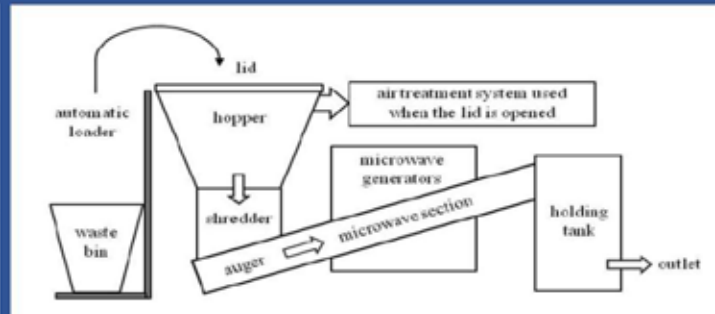 lid
automatic
loader
hopper
air treatment system used
when the lid is opened
microwave
generators
shredder
microwave section
auger
waste
bin
holding
tank
outlet